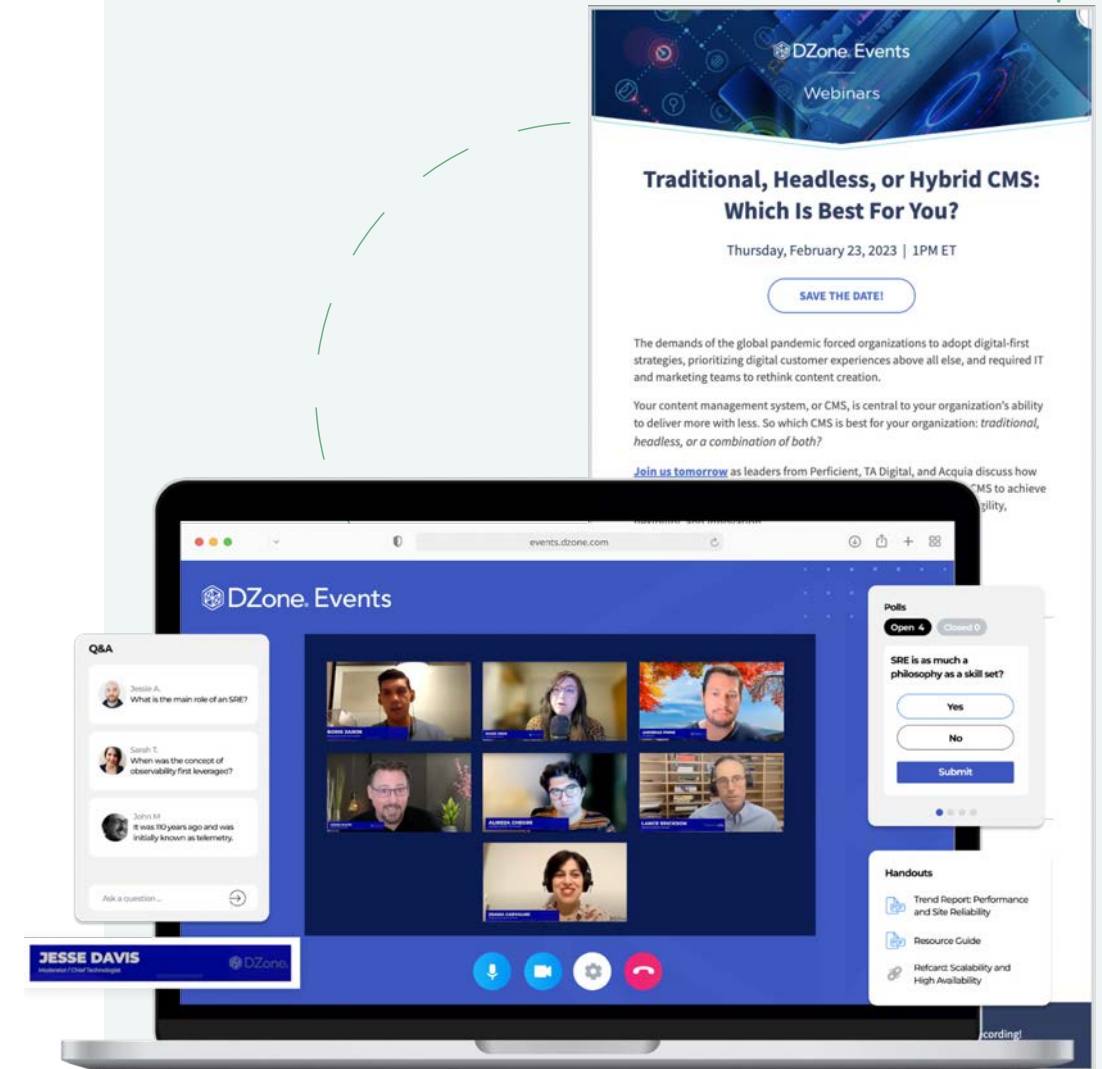 DZone. Events
Webinars
Traditional, Headless, or Hybrid CMS:
Which Is Best For You?
Thursday, February 23, 2023 | 1PM ET
SAVE THE DATE!
The demands of the global pandemic forced organizations to adopt digital-first
strategies, prioritizing digital customer experiences above all else, and required IT
and marketing teams to rethink content creation.
Your content management system, or CMS, is central to your organization's ability
to deliver more with less. So which CMS is best for your organization: traditional,
headless, or a combination of both?
Join us tomorrow as leaders from Perficient, TA Digital, and Acquia discuss how
CMS to achieve
events.dzone.com
DZone. Events
Q&A
Jessie A.
What is the main role of an SRE?
Sarah T.
When was the concept of
observability first leveraged?
John M
It was 110 years ago and was
initially known as telemetry.
Ask a question ...
JESSE DAVIS
Moderator / Chief Technologist
DZone.
ALIREZA CHEGINI
LANCE ERICKSON
DIANA CARVALHO
Polls
Open 4
Closed 0
SRE is as much a
philosophy as a skill set?
Yes
No
Submit
Handouts
Trend Report: Performance
and Site Reliability
Resource Guide
Refcard: Scalability and
High Availability